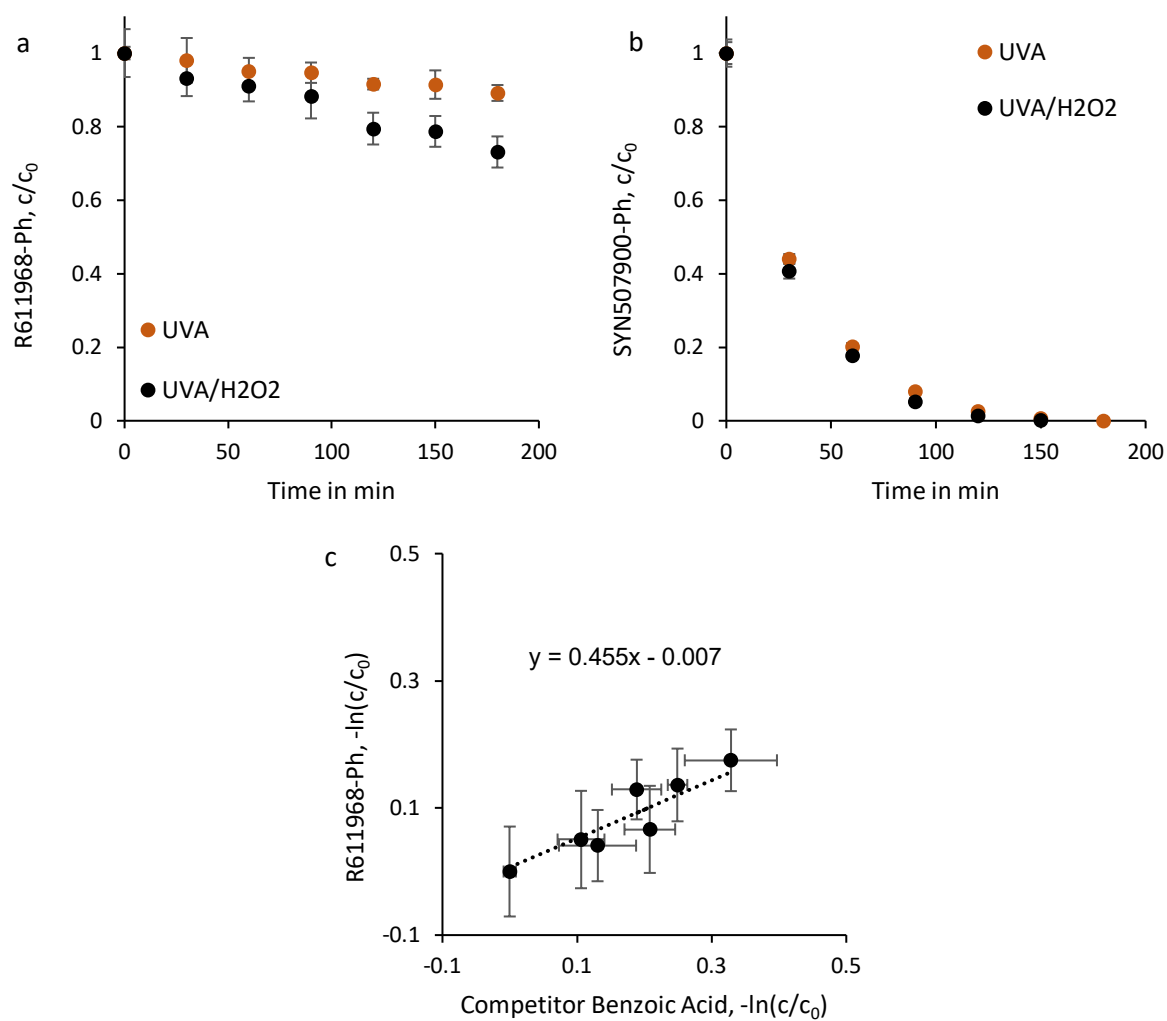 a
1
0.8
0.6
0.4
0.2
0
R611968-Ph, c/c0
UVA
UVA/H2O2
0
50
100
150
200
Time in min
b
1
0.8
0.6
0.4
0.2
0
SYN507900-Ph, c/c0
UVA
UVA/H2O2
0
50
100
150
200
Time in min
c
0.5
0.3
0.1
-0.1
R611968-Ph, -ln(c/c0)
y = 0.455x - 0.007
-0.1
0.1
0.3
0.5
Competitor Benzoic Acid, -ln(c/c0)